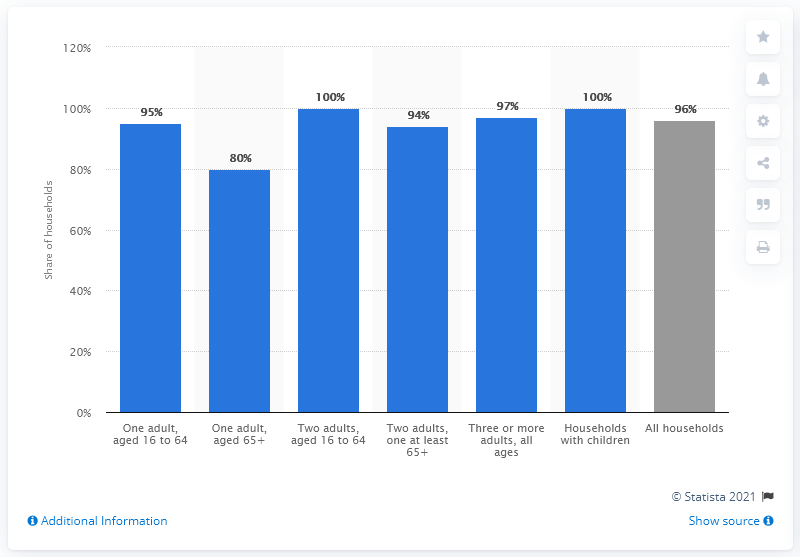 120%
100%
80%
60%
40%
20%
0%
Share of households
95%
80%
100%
94%
97%
100%
96%
One adult,
aged 16 to 64
One adult,
aged 65+
Two adults,
aged 16 to 64
Two adults,
one at least
65+
Three or more
adults, all
ages
Households
with children
All households
© Statista 2021
Additional Information
Show source